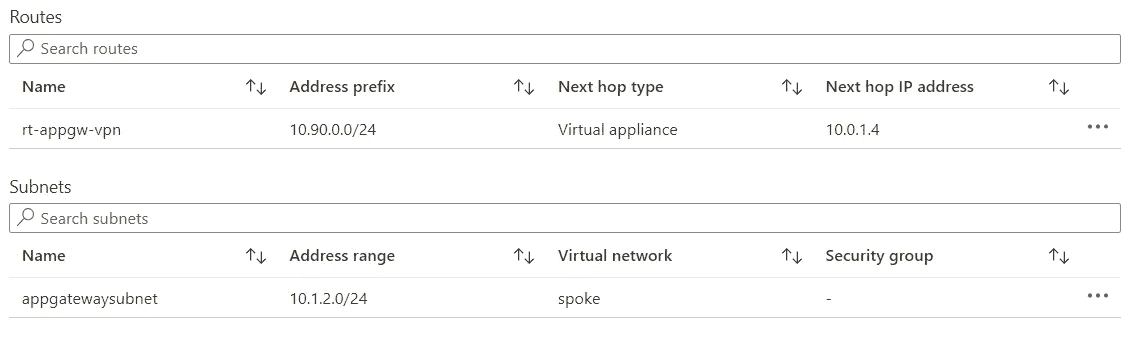 Routes
Search routes
Name Address prefix Next hop type Next hop IP address
rt-appgw-vpn 10.90.0.0/24 Virtual appliance 10.0.1.4
Subnets
Search subnets
Name Address range Virtual network Security group
appgatewaysubnet 10.1.2.0/24 spoke -